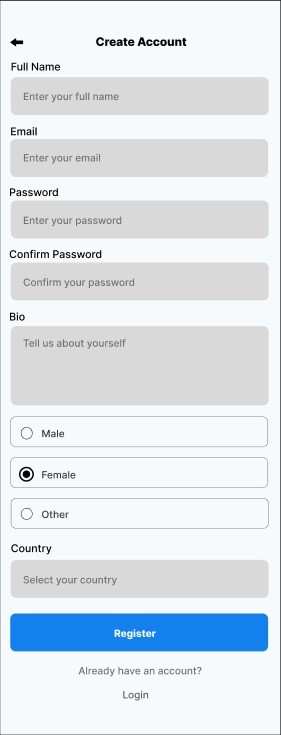 Create Account
Full Name
Enter your full name
Email
Enter your email
Password
Enter your password
Confirm Password
Confirm your password
Bio
Tell us about yourself
Male
Female
Other
Country
Select your country
Register
Already have an account?
Login